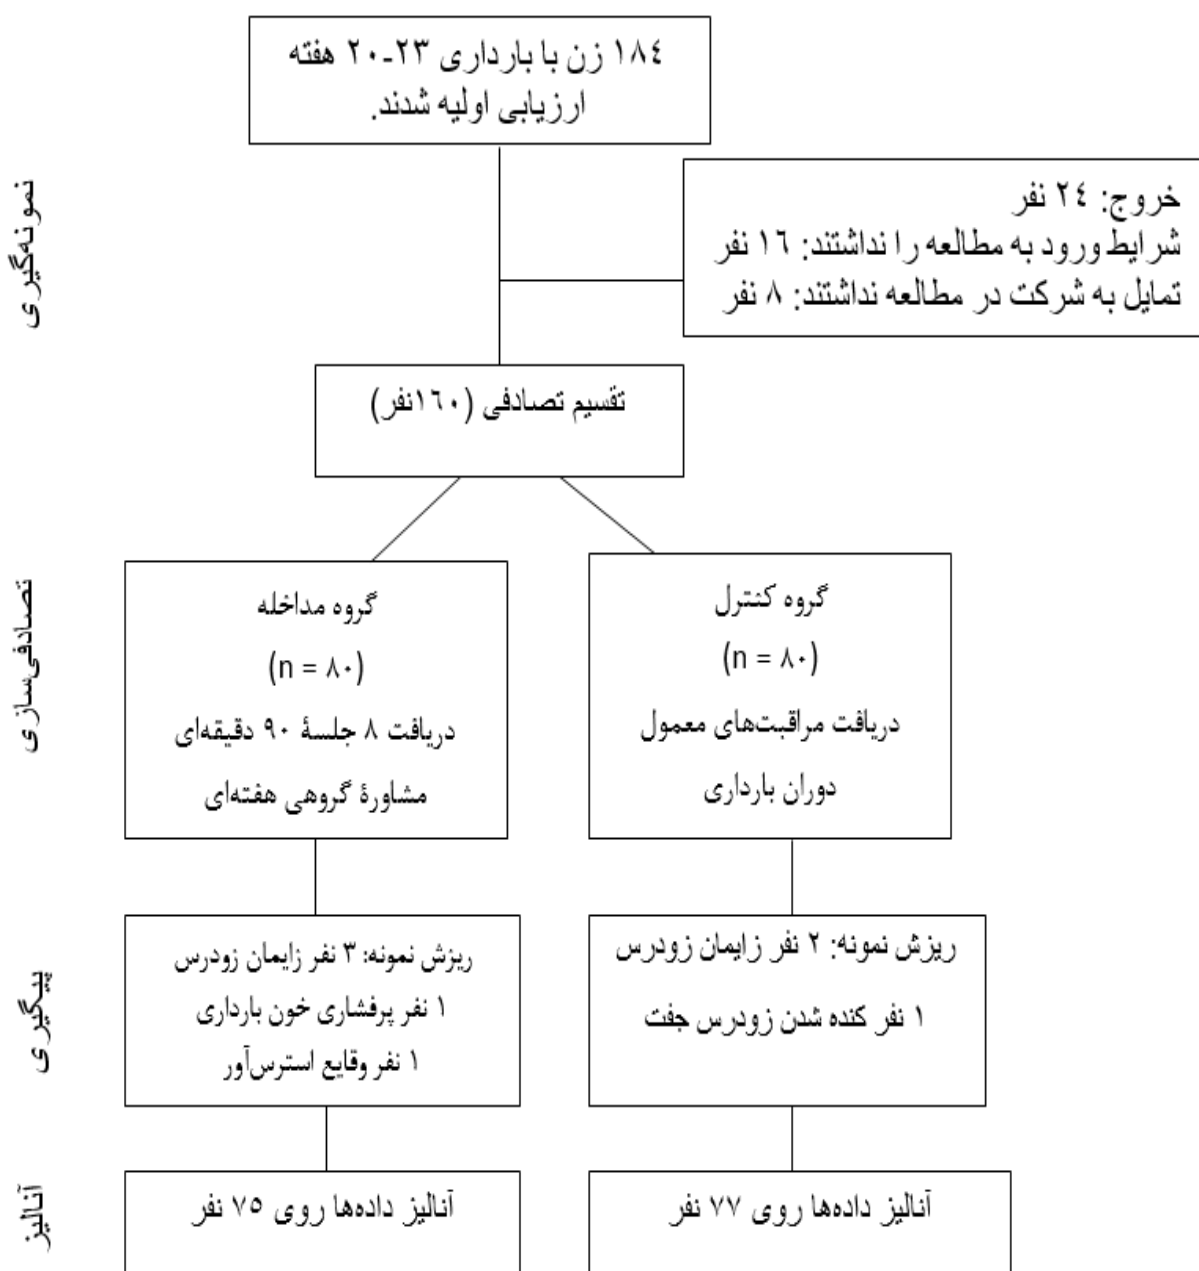 ۱۸٤ زن با بارداری ۲۳-۲۰ هفته
ارزیابی اولیه شدند.
نمونه‌گیری
خروج: ۲٤ نفر
شرایط ورود به مطالعه را نداشتند: ۱٦ نفر
تمایل به شرکت در مطالعه نداشتند: ۸ نفر
تقسیم تصادفی (۱٦۰نفر)
تصادفی‌سازی
گروه کنترل
(n = ۸۰)
دریافت مراقبت‌های معمول
دوران بارداری
گروه مداخله
(n = ۸۰)
دریافت ۸ جلسهٔ ۹۰ دقیقه‌ای
مشاورهٔ گروهی هفته‌ای
پیگیری
ریزش نمونه: ۲ نفر زایمان زودرس
۱ نفر کنده شدن زودرس جفت
ریزش نمونه: ۳ نفر زایمان زودرس
۱ نفر پرفشاری خون بارداری
۱ نفر وقایع استرس‌آور
آنالیز
آنالیز داده‌ها روی ۷۷ نفر
آنالیز داده‌ها روی ۷٥ نفر